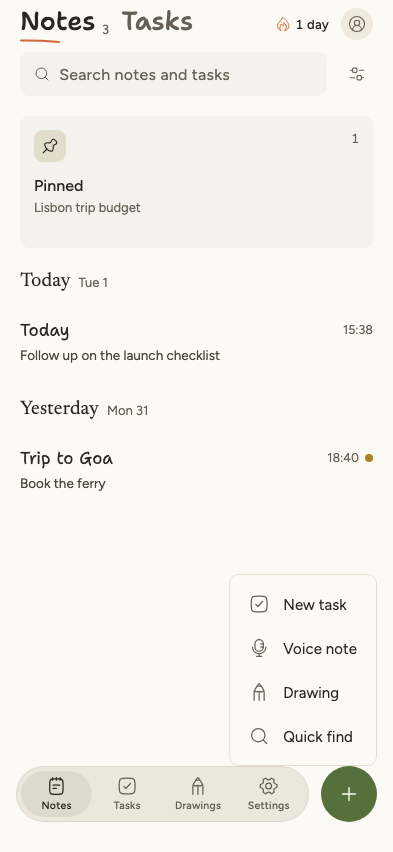 Notes 3 Tasks 1 day
Search notes and tasks
1
Pinned
Lisbon trip budget
Today Tue 1
Today 15:38
Follow up on the launch checklist
Yesterday Mon 31
Trip to Goa 18:40
Book the ferry
New task
Voice note
Drawing
Quick find
Notes Tasks Drawings Settings